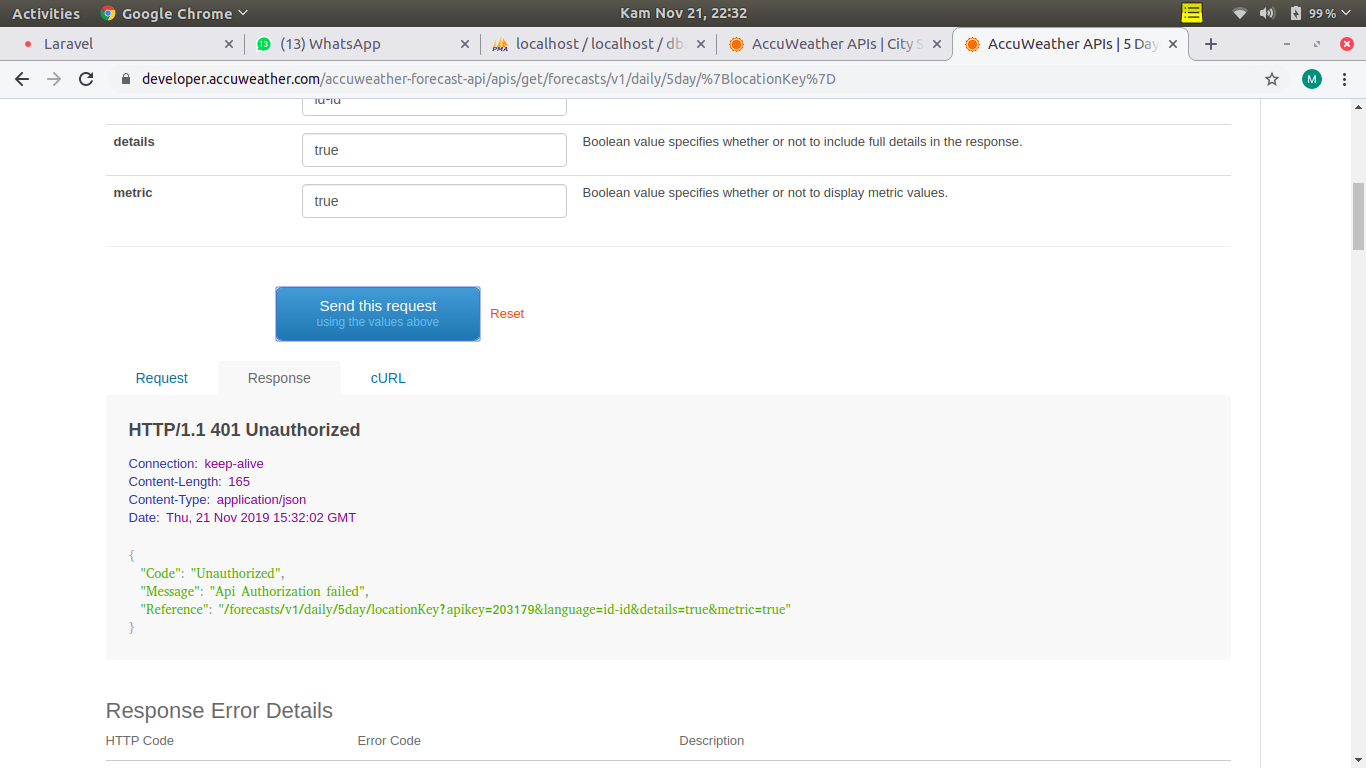 Activities Google Chrome Kam Nov 21, 22:32 99 %
Laravel 13 (13) WhatsApp PMA localhost / localhost / db AccuWeather APIs | City S AccuWeather APIs | 5 Day
developer.accuweather.com/accuweather-forecast-api/apis/get/forecasts/v1/daily/5day/%7BlocationKey%7D M
id-id
details true Boolean value specifies whether or not to include full details in the response.
metric true Boolean value specifies whether or not to display metric values.
Send this request
using the values above
Reset
Request Response cURL
HTTP/1.1 401 Unauthorized
Connection: keep-alive
Content-Length: 165
Content-Type: application/json
Date: Thu, 21 Nov 2019 15:32:02 GMT
{
"Code": "Unauthorized",
"Message": "Api Authorization failed",
"Reference": "/forecasts/v1/daily/5day/locationKey?apikey=203179&language=id-id&details=true&metric=true"
}
Response Error Details
HTTP Code Error Code Description